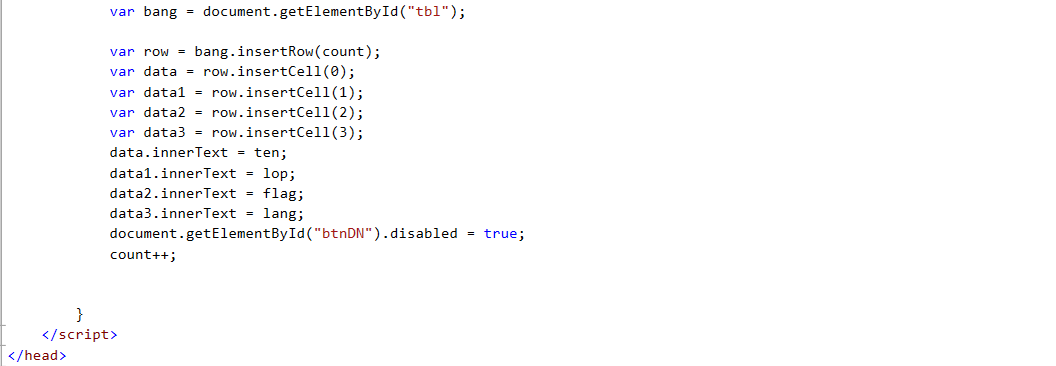 var bang = document.getElementById("tbl");
var row = bang.insertRow(count);
var data = row.insertCell(0);
var data1 = row.insertCell(1);
var data2 = row.insertCell(2);
var data3 = row.insertCell(3);
data.innerText = ten;
data1.innerText = lop;
data2.innerText = flag;
data3.innerText = lang;
document.getElementById("btnDN").disabled = true;
count++;
}
</script>
</head>